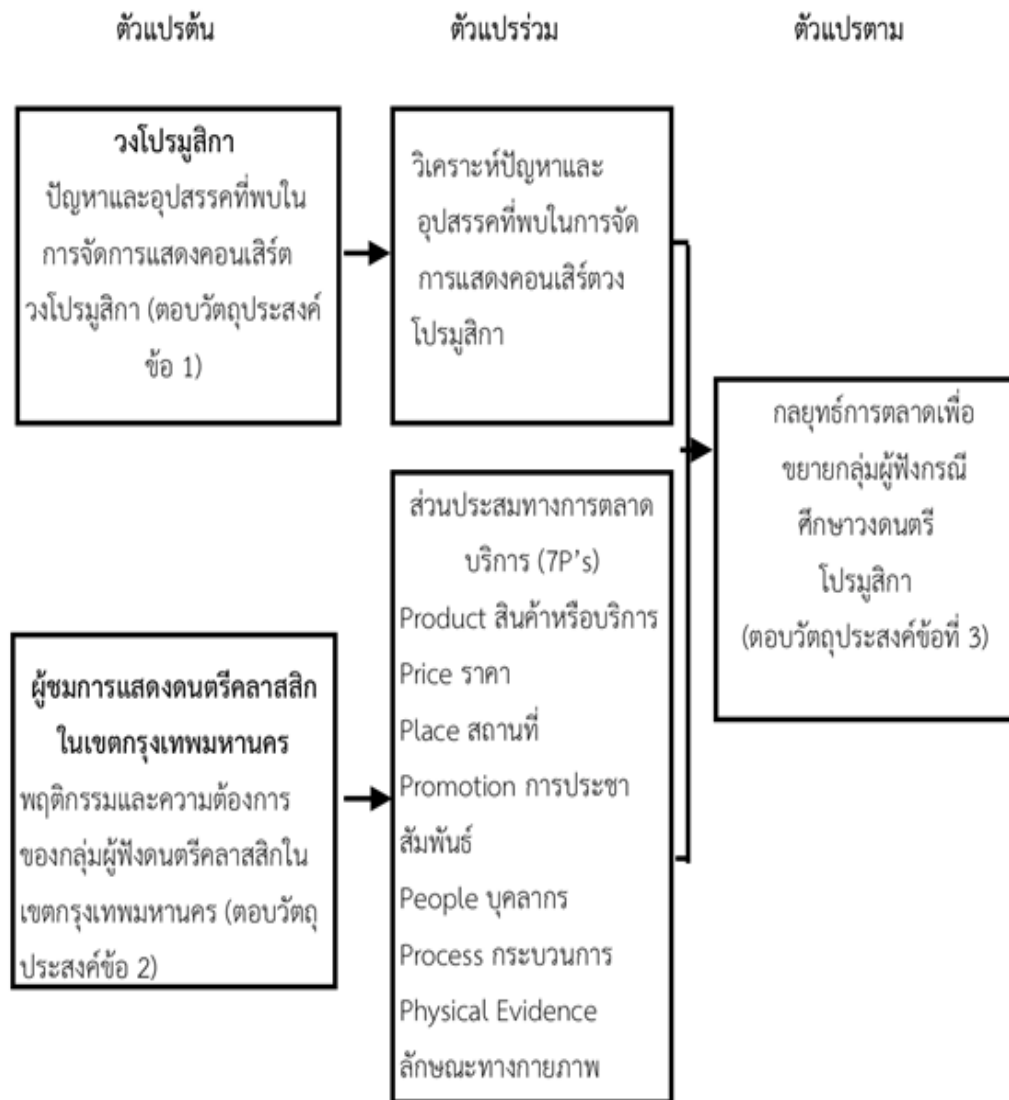 ตัวแปรต้น
ตัวแปรร่วม
ตัวแปรตาม
วงโปรมูสิกา
ปัญหาและอุปสรรคที่พบใน
การจัดการแสดงคอนเสิร์ต
วงโปรมูสิกา (ตอบวัตถุประสงค์
ข้อ 1)
วิเคราะห์ปัญหาและ
อุปสรรคที่พบในการจัด
การแสดงคอนเสิร์ตวง
โปรมูสิกา
ผู้ชมการแสดงดนตรีคลาสสิก
ในเขตกรุงเทพมหานคร
พฤติกรรมและความต้องการ
ของกลุ่มผู้ฟังดนตรีคลาสสิกใน
เขตกรุงเทพมหานคร (ตอบวัตถุ
ประสงค์ข้อ 2)
ส่วนประสมทางการตลาด
บริการ (7P’s)
Product สินค้าหรือบริการ
Price ราคา
Place สถานที่
Promotion การประชา
สัมพันธ์
People บุคลากร
Process กระบวนการ
Physical Evidence
ลักษณะทางกายภาพ
กลยุทธ์การตลาดเพื่อ
ขยายกลุ่มผู้ฟังกรณี
ศึกษาวงดนตรี
โปรมูสิกา
(ตอบวัตถุประสงค์ข้อที่ 3)